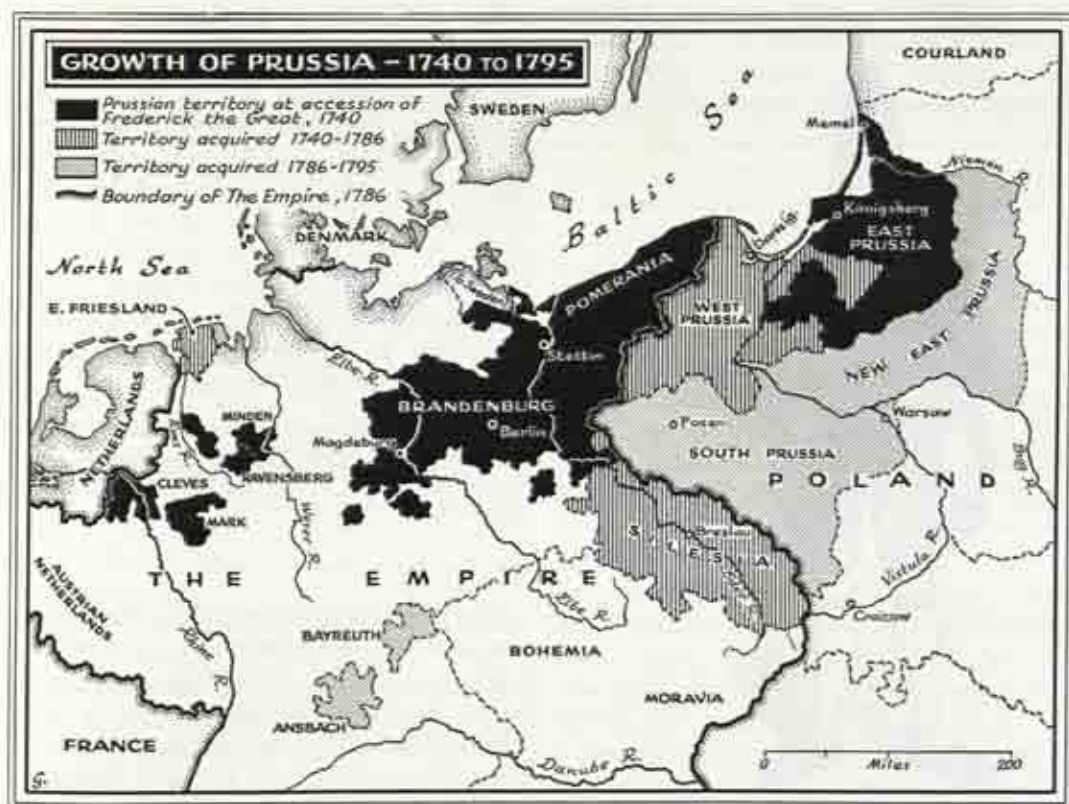 GROWTH OF PRUSSIA – 1740 TO 1795
Prussian territory at accession of
Frederick the Great, 1740
Territory acquired 1740-1786
Territory acquired 1786-1795
Boundary of The Empire, 1786
COURLAND
SWEDEN
Baltic Sea
Memel
Niemen R.
Königsberg
EAST
PRUSSIA
Danzig
DENMARK
North Sea
POMERANIA
WEST
PRUSSIA
NEW EAST PRUSSIA
E. FRIESLAND
Elbe R.
Stettin
NETHERLANDS
BRANDENBURG
Berlin
MINDEN
Magdeburg
Posen
Warsaw
SOUTH PRUSSIA
Bug R.
POLAND
RAVENSBERG
CLEVES
MARK
Weser R.
Breslau
SILESIA
Vistula R.
THE EMPIRE
Elbe R.
AUSTRIAN
NETHERLANDS
Rhine R.
Cracow
BAYREUTH
BOHEMIA
MORAVIA
ANSBACH
FRANCE
Danube R.
0 Miles 200
G.